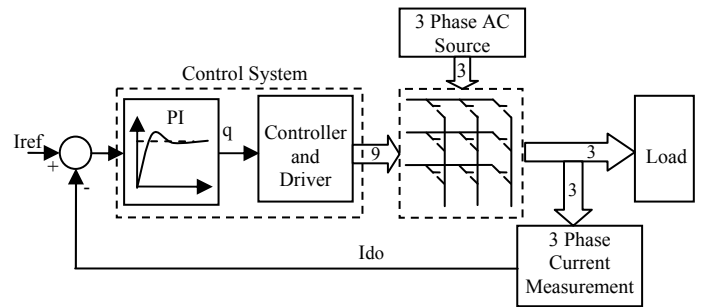 3 Phase AC
Source
3
Control System
PI
q
Controller
and
Driver
9
Iref
+
-
3
Load
3
Ido
3 Phase
Current
Measurement